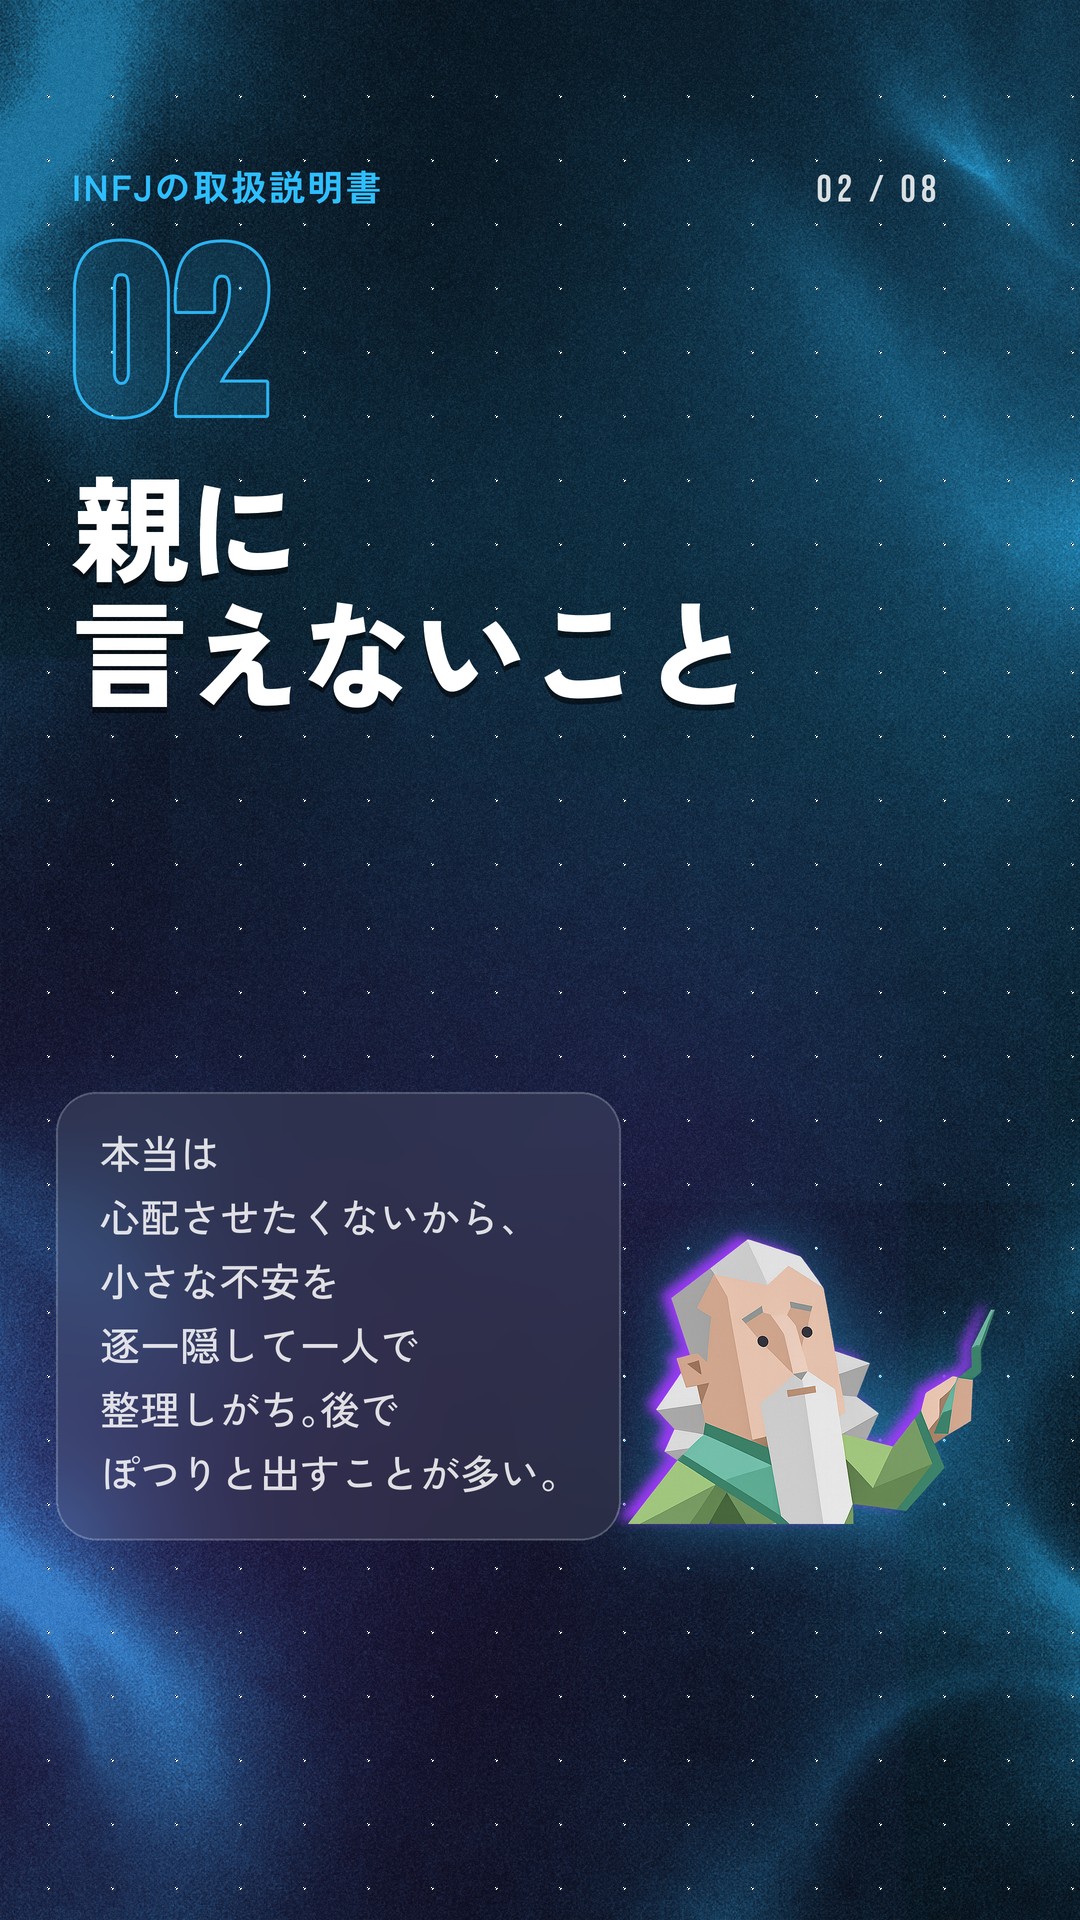 INFJの取扱説明書
02 / 08
02
親に
言えないこと
本当は
心配させたくないから、
小さな不安を
逐一隠して一人で
整理しがち。後で
ぽつりと出すことが多い。